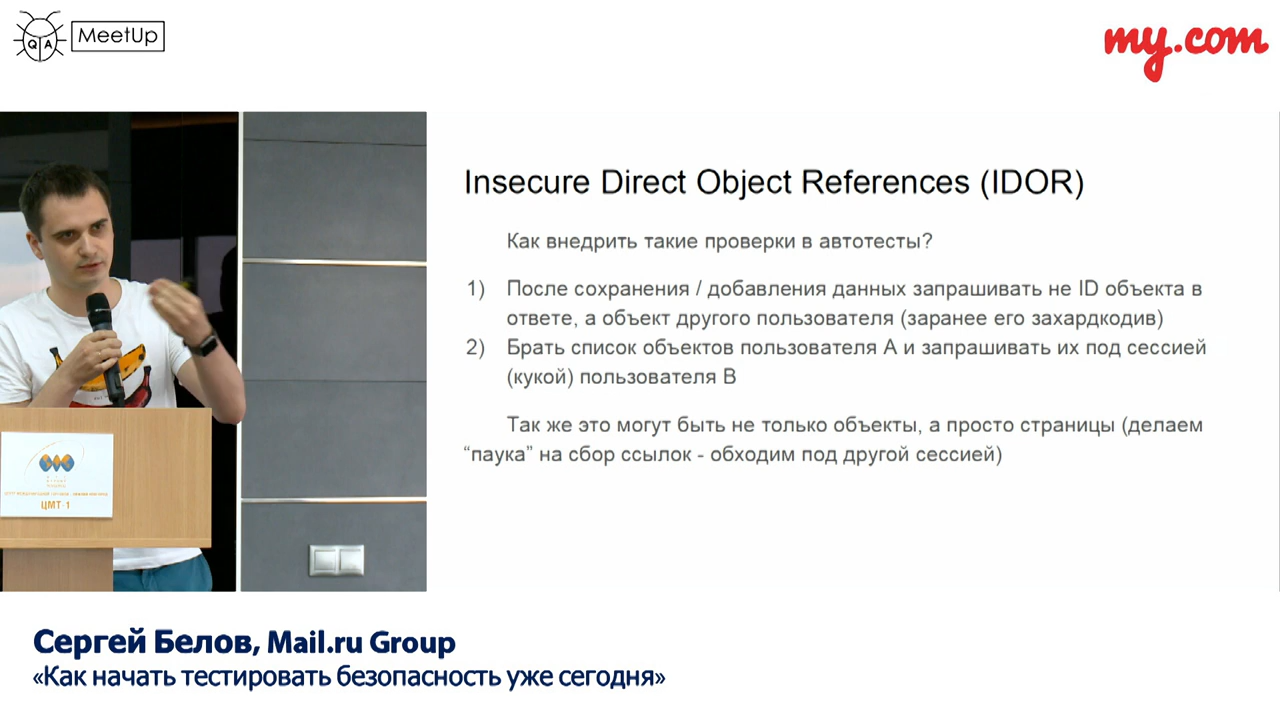 QA MeetUp
my.com
Insecure Direct Object References (IDOR)
Как внедрить такие проверки в автотесты?
1) После сохранения / добавления данных запрашивать не ID объекта в
ответе, а объект другого пользователя (заранее его захардкодив)
2) Брать список объектов пользователя А и запрашивать их под сессией
(кукой) пользователя B
Так же это могут быть не только объекты, а просто страницы (делаем
“паука” на сбор ссылок - обходим под другой сессией)
ЦМТ-1
Сергей Белов, Mail.ru Group
«Как начать тестировать безопасность уже сегодня»